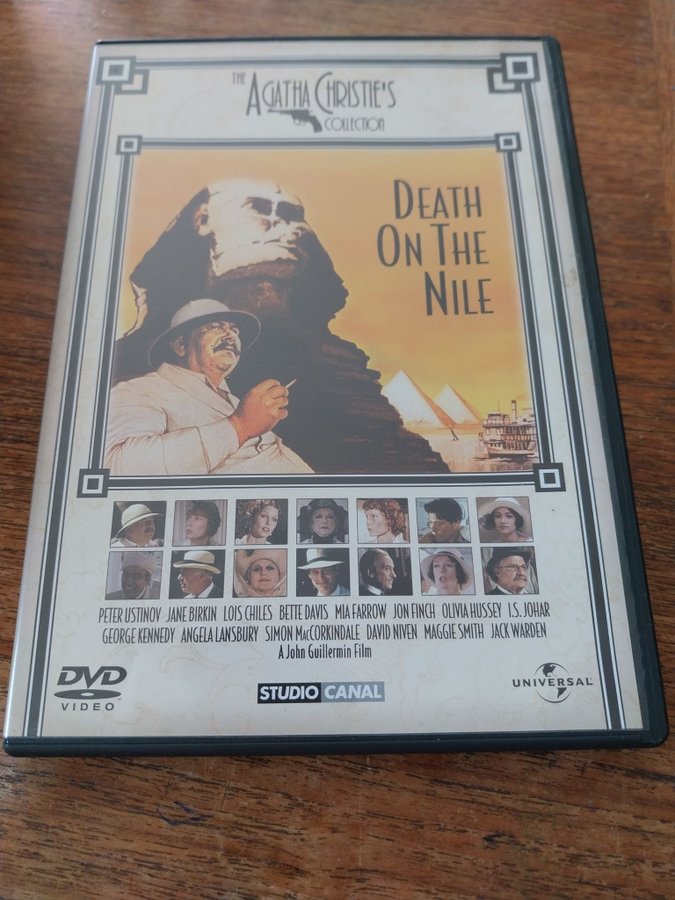 THE AGATHA CHRISTIE'S
COLLECTION
DEATH
ON THE
NILE
PETER USTINOV JANE BIRKIN LOIS CHILES BETTE DAVIS MIA FARROW JON FINCH OLIVIA HUSSEY I.S. JOHAR
GEORGE KENNEDY ANGELA LANSBURY SIMON MACCORKINDALE DAVID NIVEN MAGGIE SMITH JACK WARDEN
A John Guillermin Film
DVD
VIDEO
STUDIO CANAL
UNIVERSAL